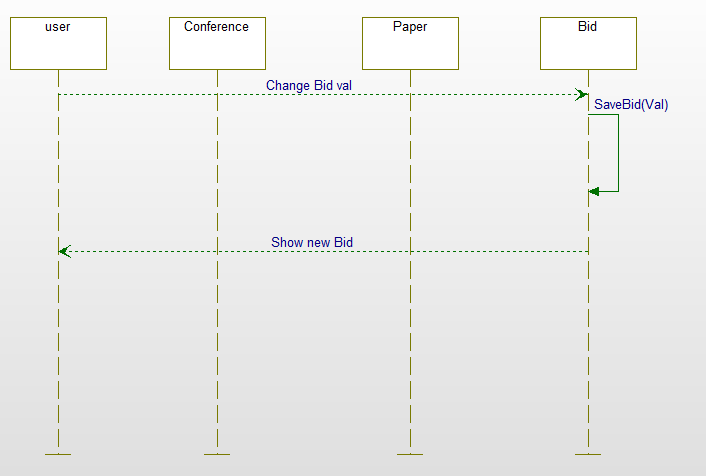 user
Conference
Paper
Bid
Change Bid val
SaveBid(Val)
Show new Bid